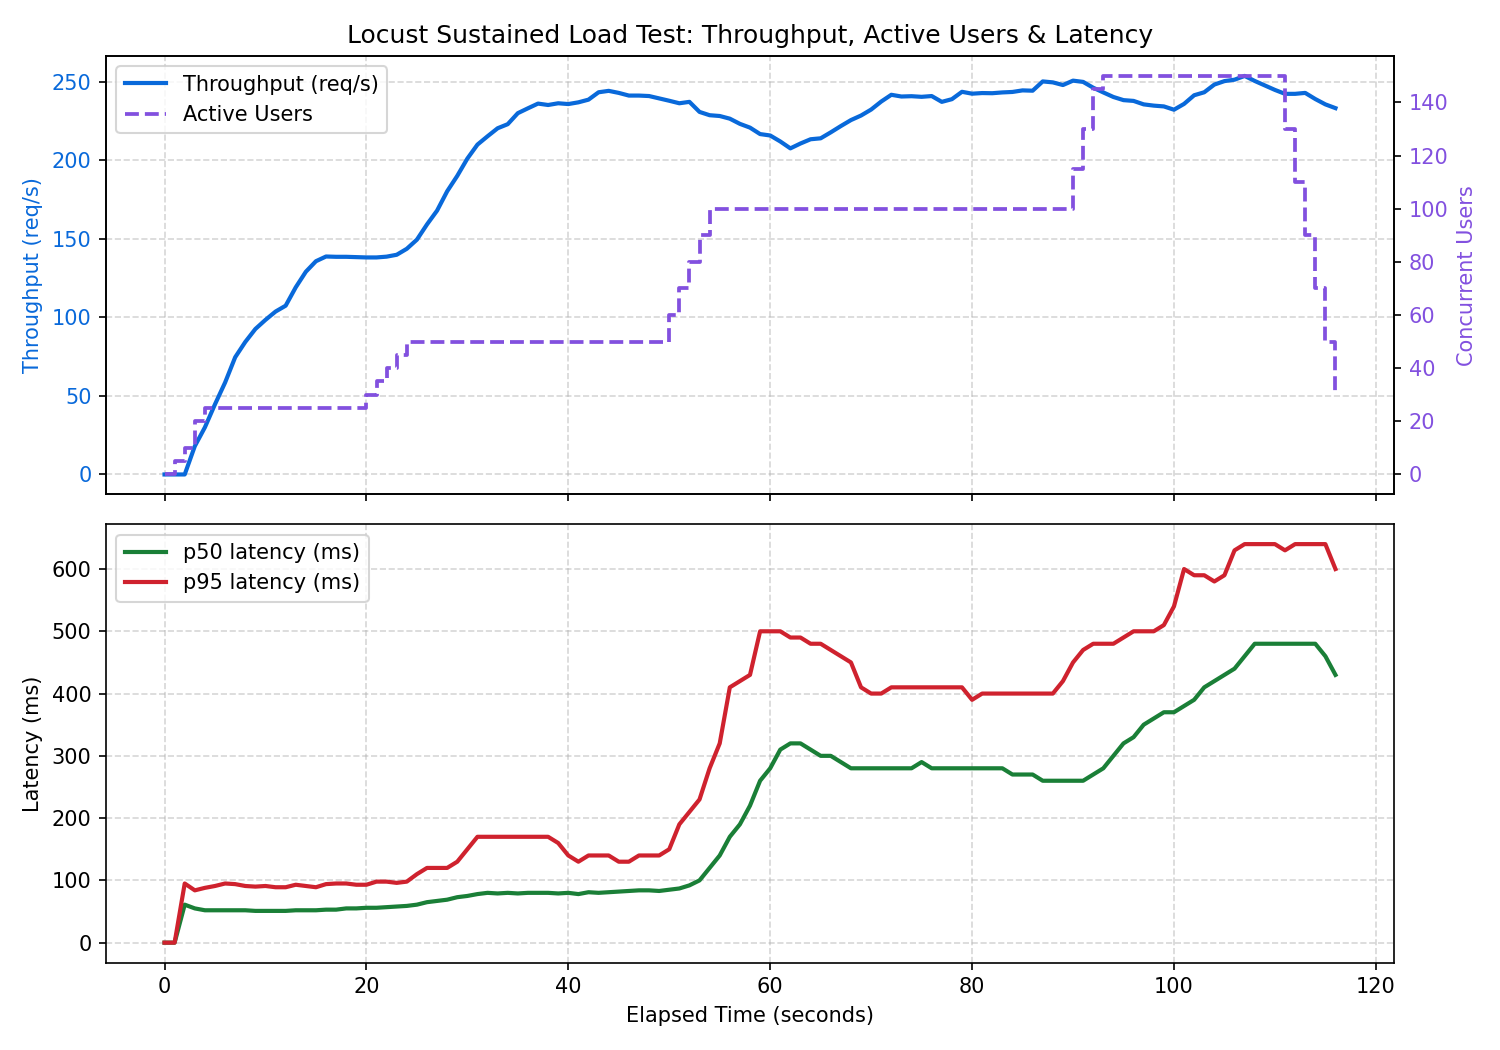 Locust Sustained Load Test: Throughput, Active Users & Latency
Throughput (req/s)
Active Users
Throughput (req/s)
250
200
150
100
50
0
140
120
100
80
60
40
20
0
Concurrent Users
p50 latency (ms)
p95 latency (ms)
Latency (ms)
600
500
400
300
200
100
0
0 20 40 60 80 100 120
Elapsed Time (seconds)